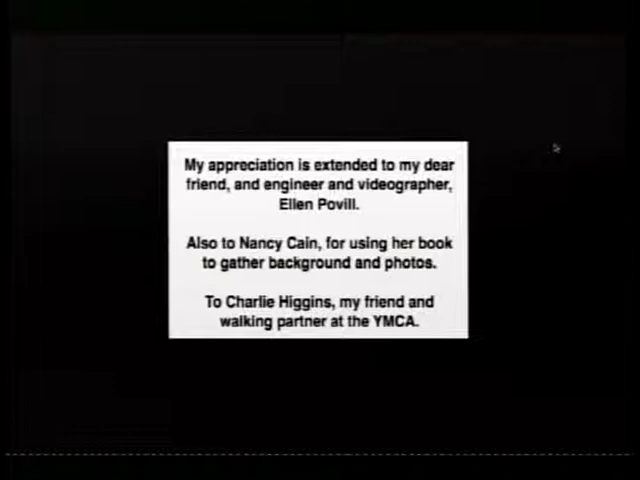 My appreciation is extended to my dear
friend, and engineer and videographer,
Ellen Povill.
Also to Nancy Cain, for using her book
to gather background and photos.
To Charlie Higgins, my friend and
walking partner at the YMCA.